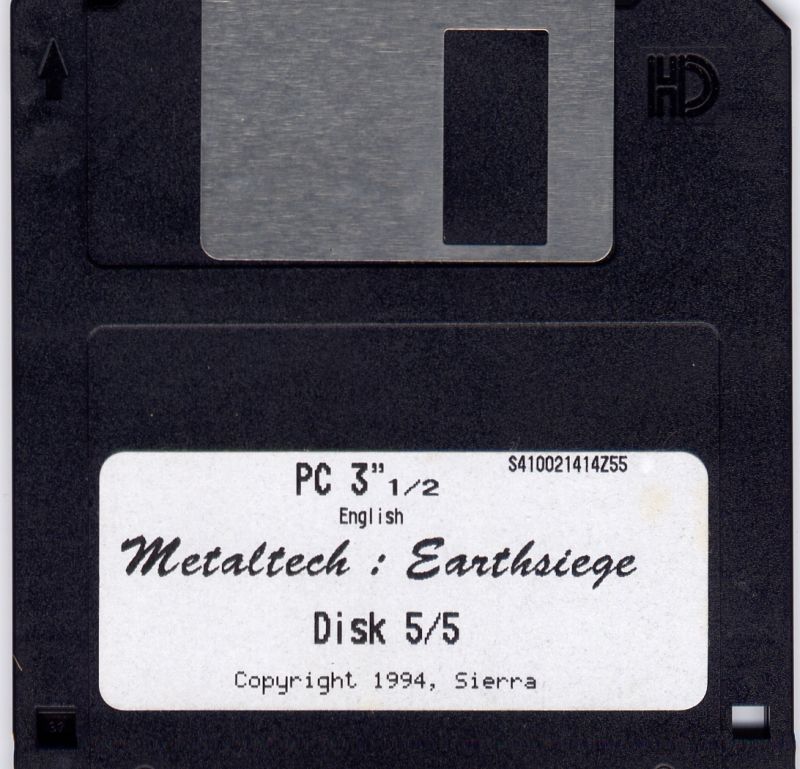 HD
S410021414Z55
PC 3" 1/2
English
Metaltech : Earthsiege
Disk 5/5
Copyright 1994, Sierra